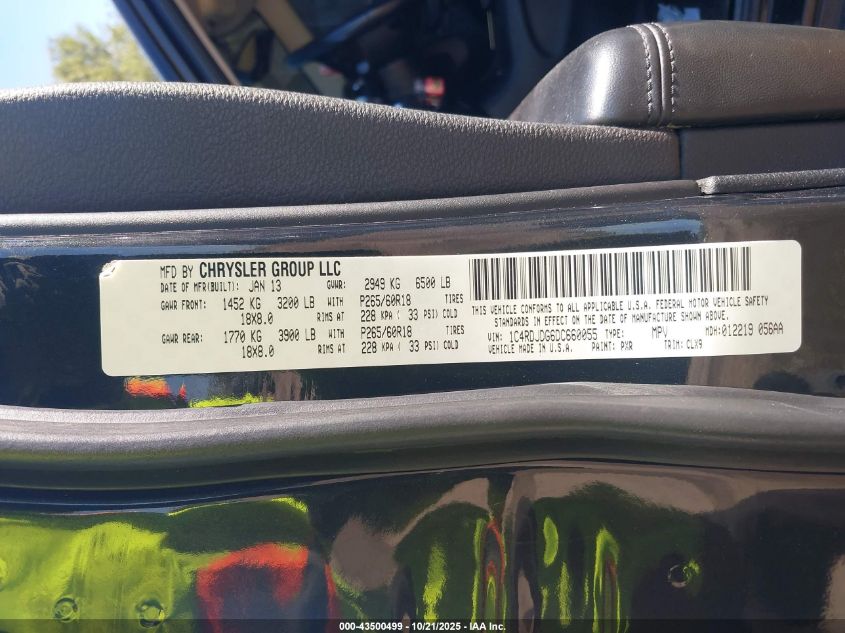 MFD BY CHRYSLER GROUP LLC
DATE OF MFR(BUILT): JAN 13 GVWR: 2949 KG 6500 LB
GAWR FRONT: 1452 KG 3200 LB WITH P265/60R18 TIRES
18X8.0 RIMS AT 228 KPA ( 33 PSI) COLD
GAWR REAR: 1770 KG 3900 LB WITH P265/60R18 TIRES
18X8.0 RIMS AT 228 KPA ( 33 PSI) COLD
THIS VEHICLE CONFORMS TO ALL APPLICABLE U.S.A. FEDERAL MOTOR VEHICLE SAFETY
STANDARDS IN EFFECT ON THE DATE OF MANUFACTURE SHOWN ABOVE.
VIN: 1C4RDJDG6DC660055 TYPE: MPV MDH: 012219 056AA
VEHICLE MADE IN U.S.A. PAINT: PXR TRIM: CLX9
000-43500499 - 10/21/2025 - IAA Inc.